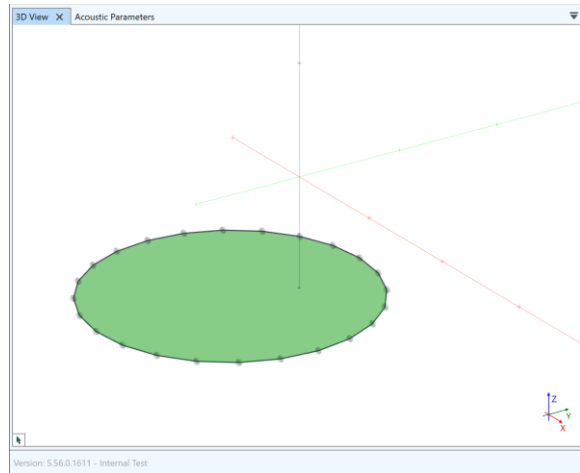 3D View X Acoustic Parameters
Z
Y
X
Version: 5.56.0.1611 - Internal Test